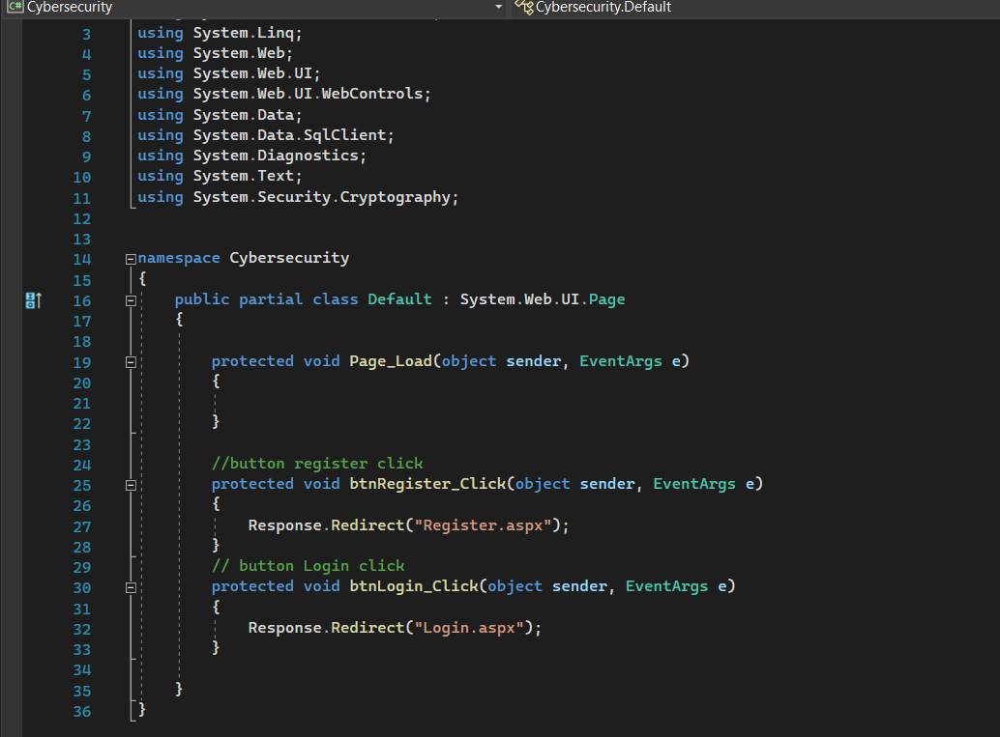 C# Cybersecurity Cybersecurity.Default
3 using System.Linq;
4 using System.Web;
5 using System.Web.UI;
6 using System.Web.UI.WebControls;
7 using System.Data;
8 using System.Data.SqlClient;
9 using System.Diagnostics;
10 using System.Text;
11 using System.Security.Cryptography;
12
13
14 namespace Cybersecurity
15 {
16 public partial class Default : System.Web.UI.Page
17 {
18
19 protected void Page_Load(object sender, EventArgs e)
20 {
21
22 }
23
24 //button register click
25 protected void btnRegister_Click(object sender, EventArgs e)
26 {
27 Response.Redirect("Register.aspx");
28 }
29 // button Login click
30 protected void btnLogin_Click(object sender, EventArgs e)
31 {
32 Response.Redirect("Login.aspx");
33 }
34
35 }
36 }